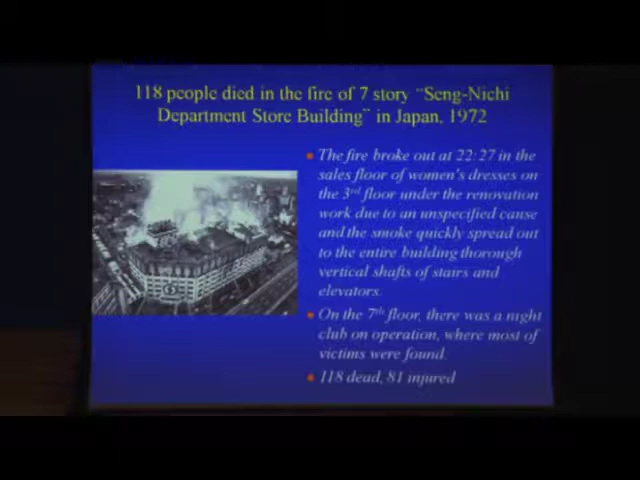 118 people died in the fire of 7 story "Seng-Nichi
Department Store Building" in Japan, 1972
The fire broke out at 22:27 in the
sales floor of women's dresses on
the 3rd floor under the renovation
work due to an unspecified cause
and the smoke quickly spread out
to the entire building thorough
vertical shafts of stairs and
elevators.
On the 7th floor, there was a night
club on operation, where most of
victims were found.
118 dead, 81 injured